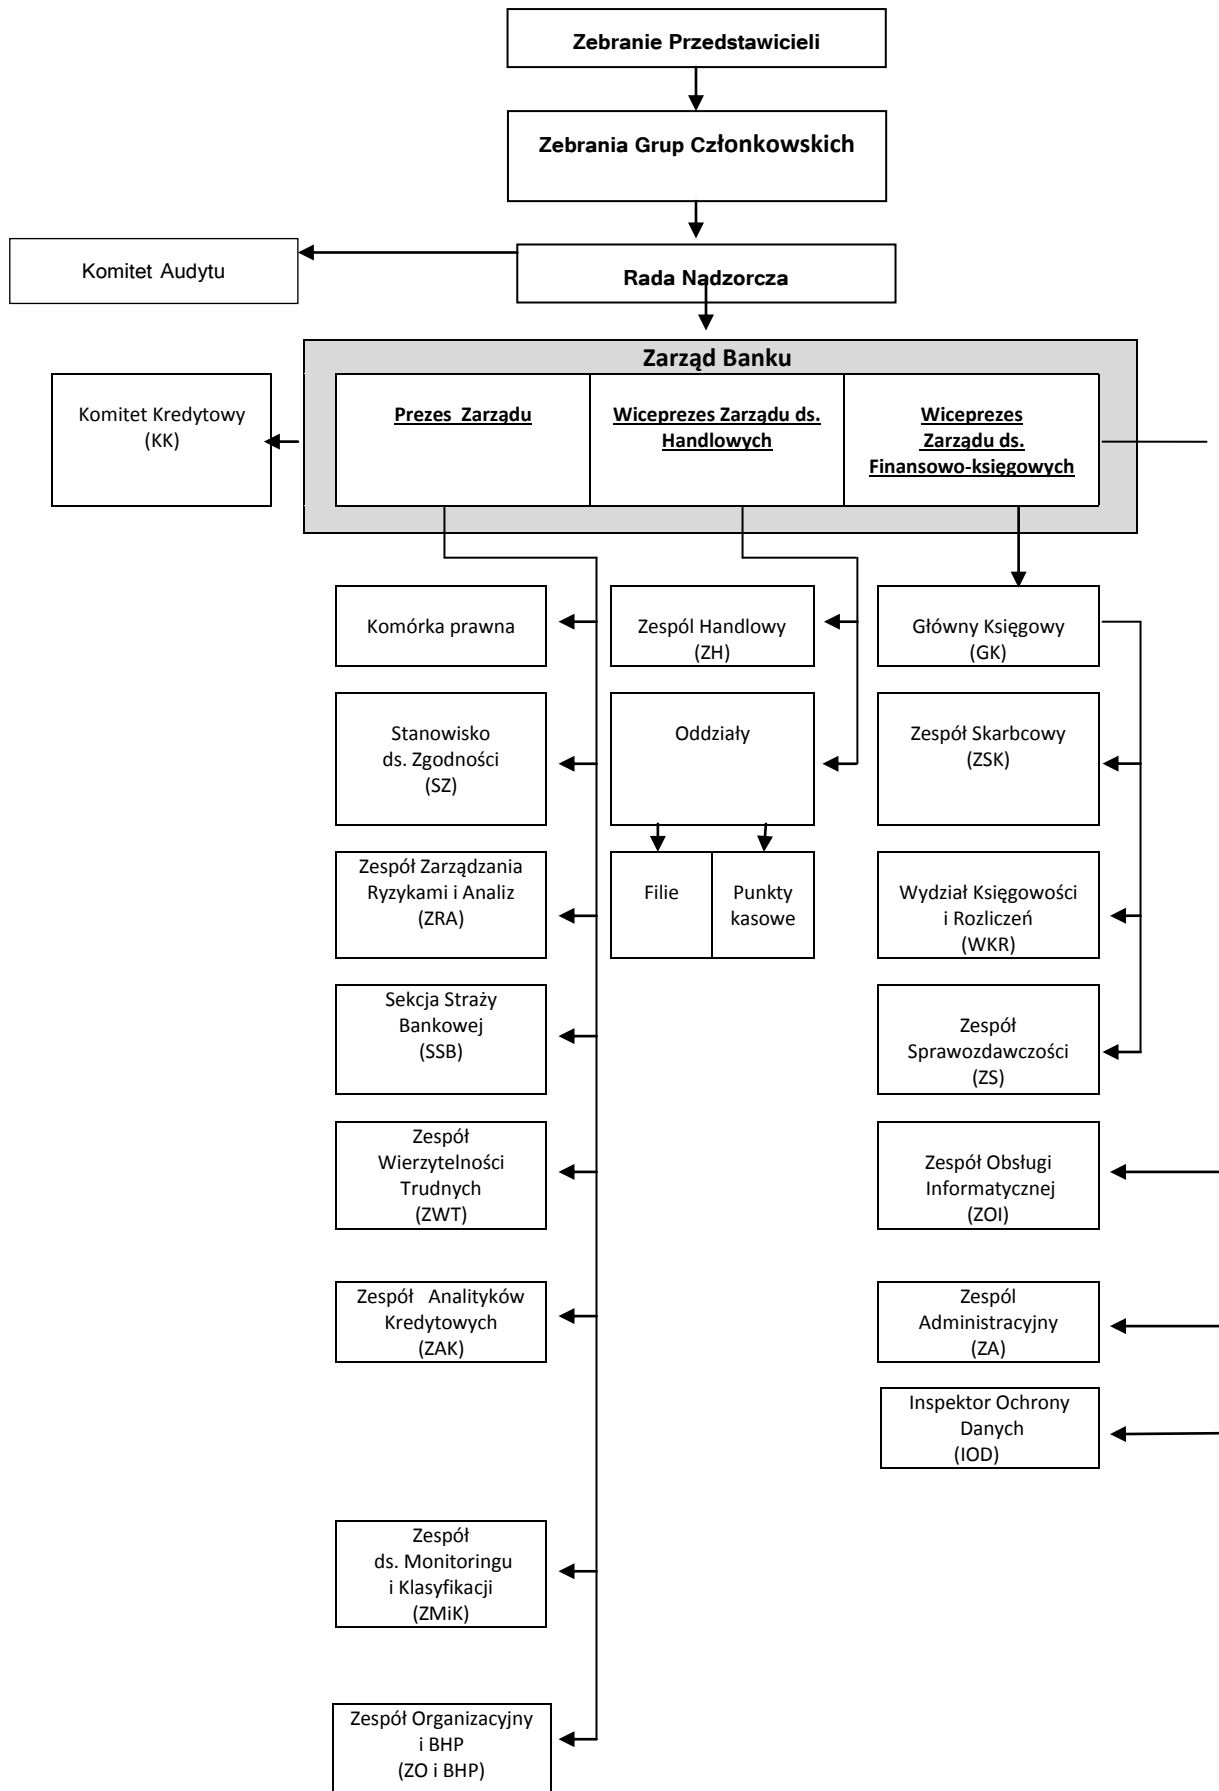 Zebranie Przedstawicieli
Zebrania Grup Członkowskich
Komitet Audytu
Rada Nadzorcza
Zarząd Banku
Komitet Kredytowy
(KK)
Prezes Zarządu
Wiceprezes Zarządu ds.
Handlowych
Wiceprezes
Zarządu ds.
Finansowo-księgowych
Komórka prawna
Zespól Handlowy
(ZH)
Główny Księgowy
(GK)
Stanowisko
ds. Zgodności
(SZ)
Oddziały
Zespół Skarbcowy
(ZSK)
Zespół Zarządzania
Ryzykami i Analiz
(ZRA)
Filie
Punkty
kasowe
Wydział Księgowości
i Rozliczeń
(WKR)
Sekcja Straży
Bankowej
(SSB)
Zespół
Sprawozdawczości
(ZS)
Zespół
Wierzytelności
Trudnych
(ZWT)
Zespół Obsługi
Informatycznej
(ZOI)
Zespół Analityków
Kredytowych
(ZAK)
Zespól
Administracyjny
(ZA)
Inspektor Ochrony
Danych
(IOD)
Zespół
ds. Monitoringu
i Klasyfikacji
(ZMiK)
Zespół Organizacyjny
i BHP
(ZO i BHP)